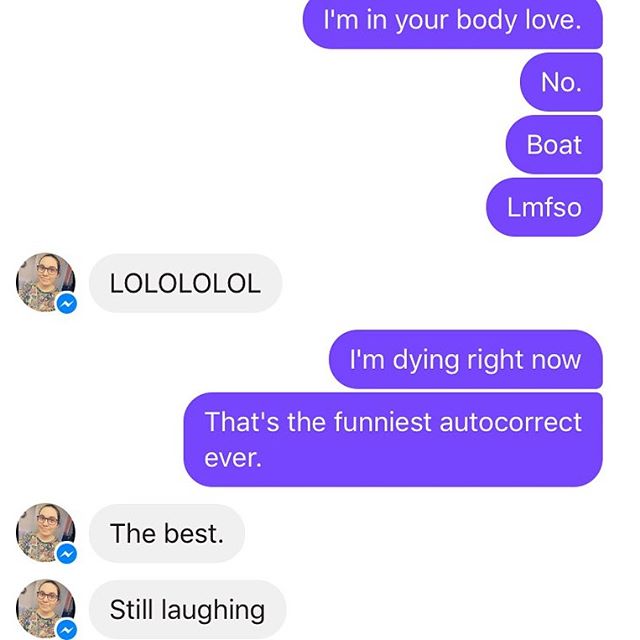 I'm in your body love.
No.
Boat
Lmfso
LOLOLOLOL
I'm dying right now
That's the funniest autocorrect
ever.
The best.
Still laughing